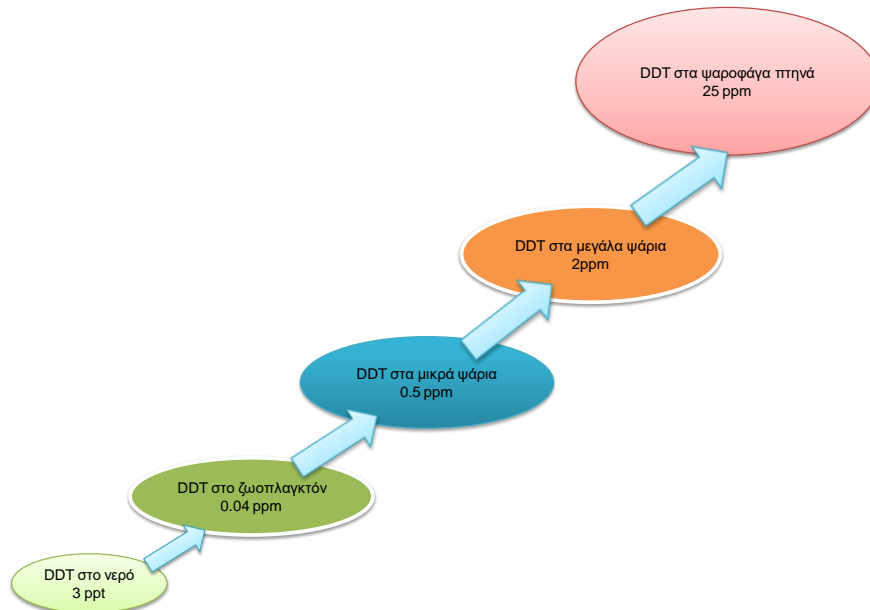 DDT στα ψαροφάγα πτηνά
25 ppm
DDT στα μεγάλα ψάρια
2ppm
DDT στα μικρά ψάρια
0.5 ppm
DDT στο ζωοπλαγκτόν
0.04 ppm
DDT στο νερό
3 ppt